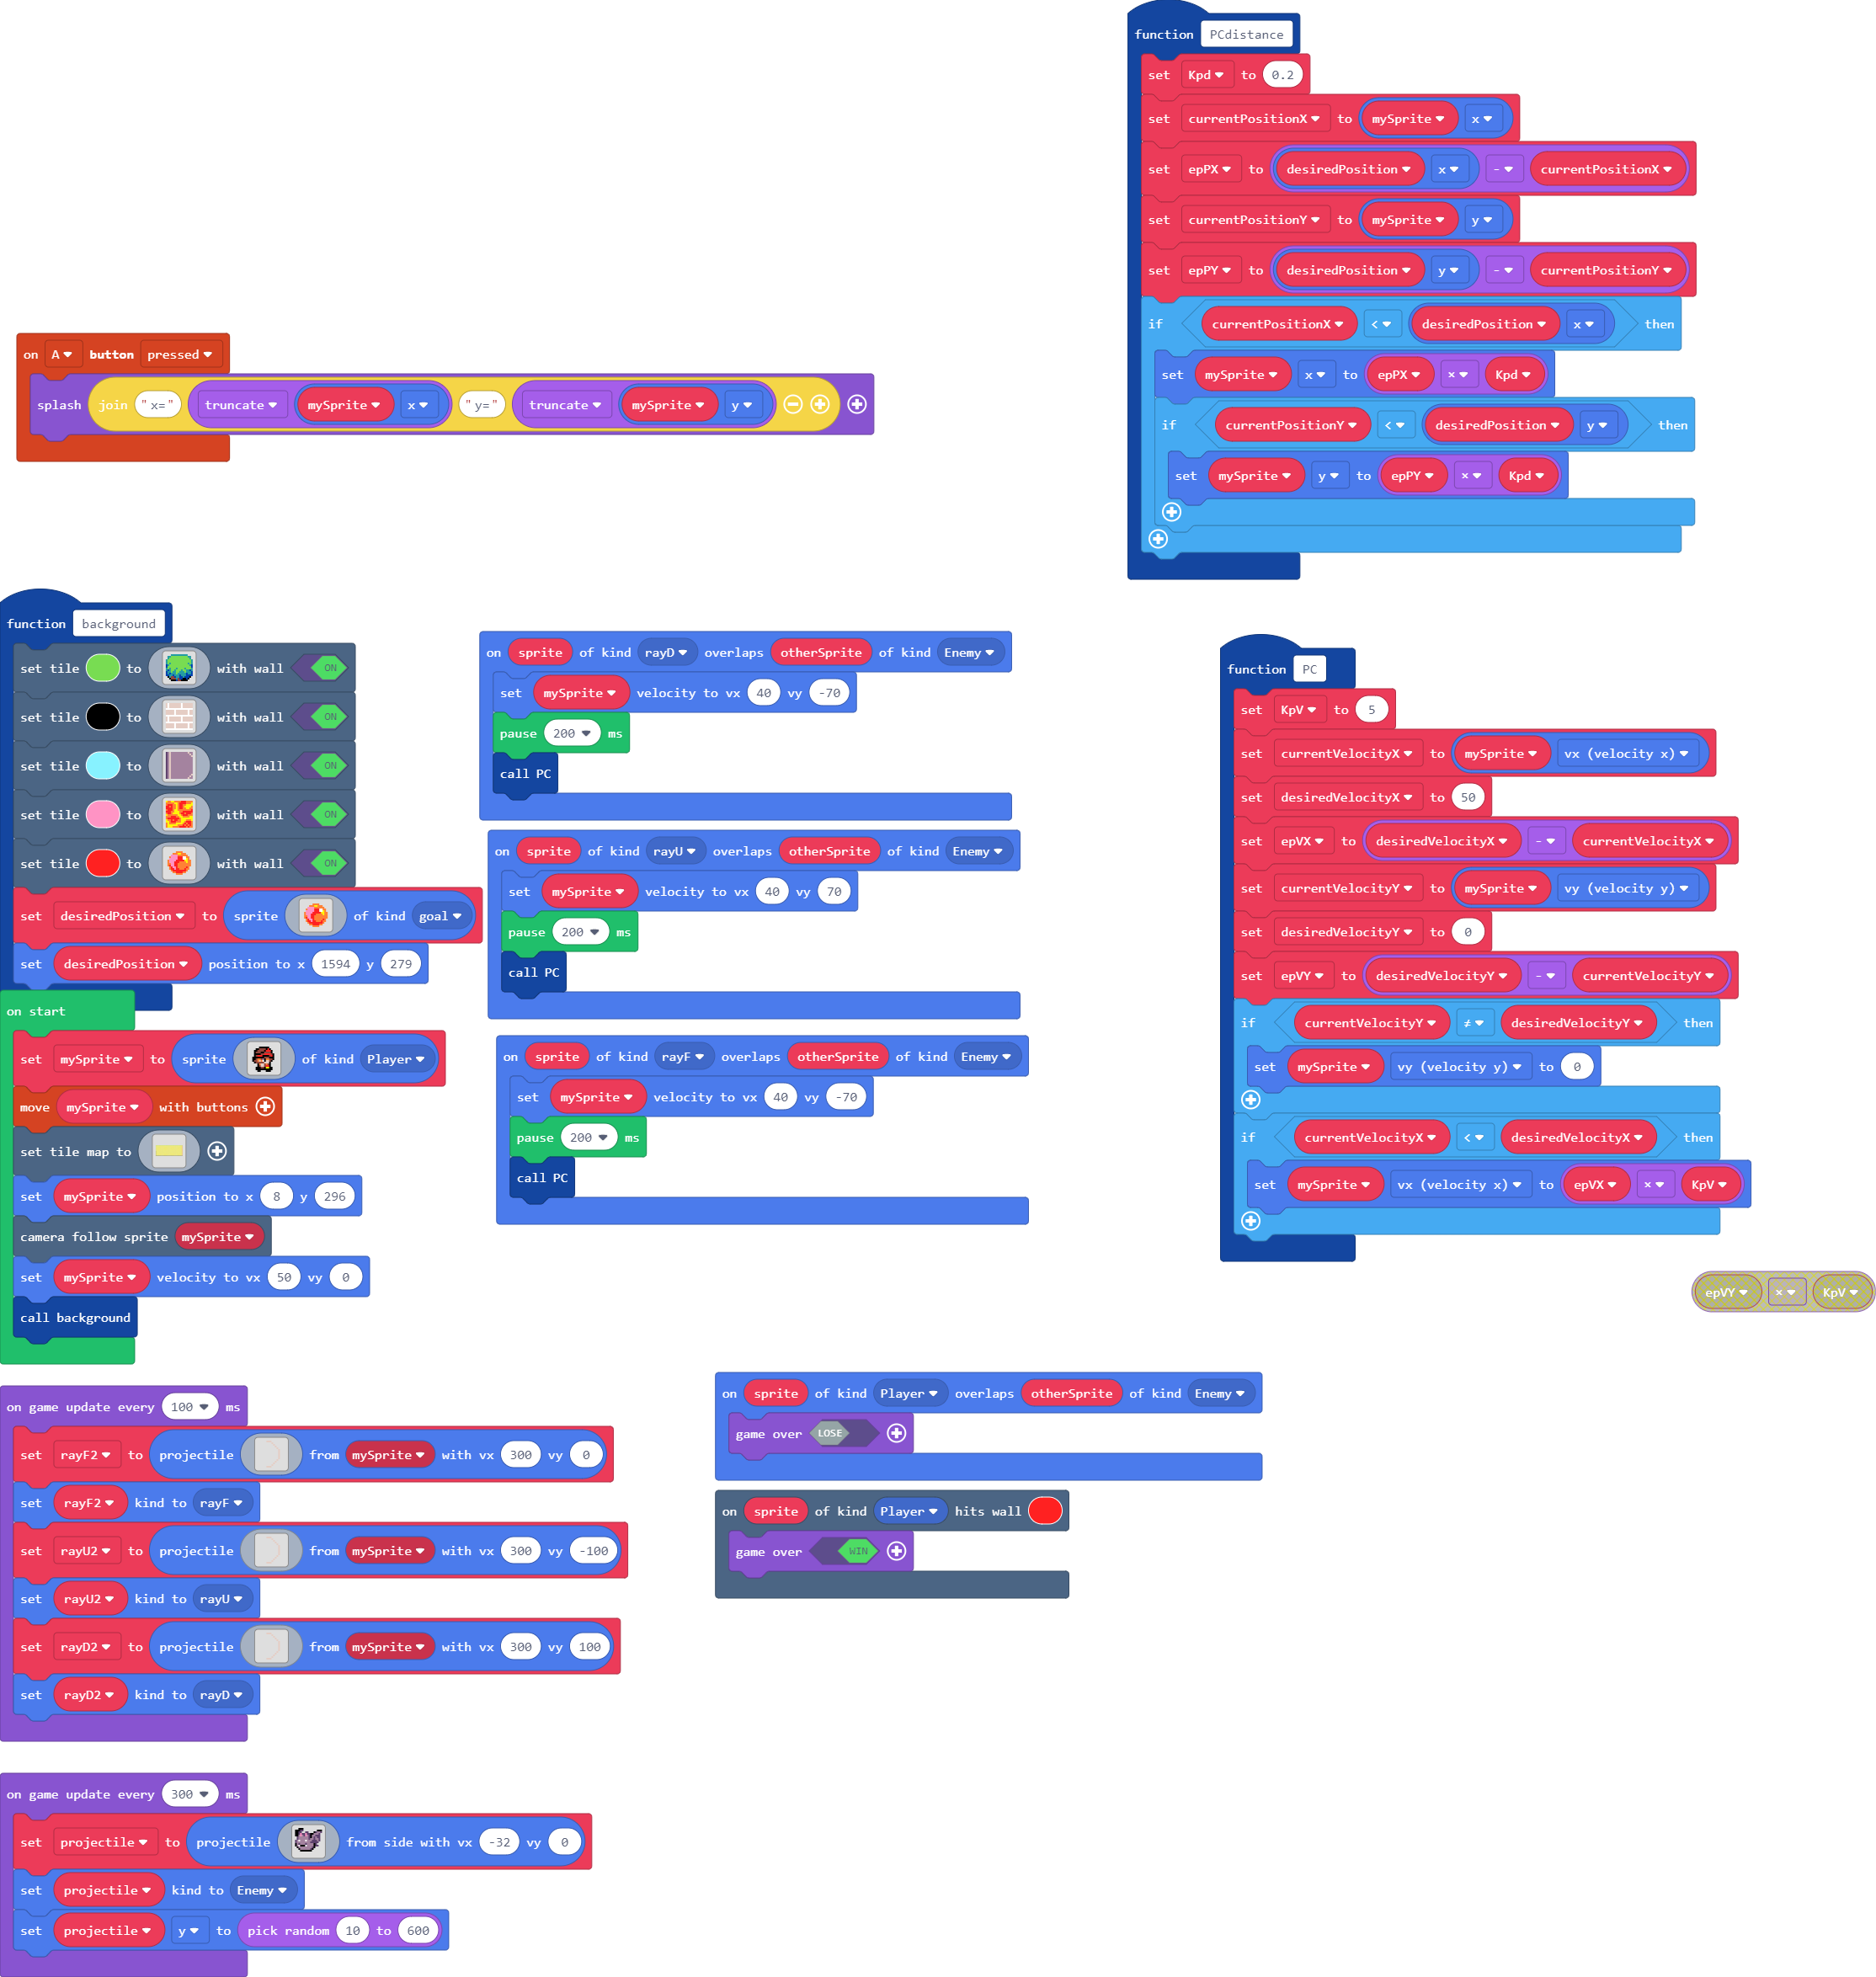 function PCdistance
set Kpd to 0.2
set currentPositionX to mySprite x
set epPX to desiredPosition x - currentPositionX
set currentPositionY to mySprite y
set epPY to desiredPosition y - currentPositionY
if currentPositionX < desiredPosition x then
set mySprite x to epPX × Kpd
if currentPositionY < desiredPosition y then
set mySprite y to epPY × Kpd
on A button pressed
splash join "x=" truncate mySprite x "y=" truncate mySprite y
function background
set tile to with wall ON
set tile to with wall ON
set tile to with wall ON
set tile to with wall ON
set tile to with wall ON
set desiredPosition to sprite of kind goal
set desiredPosition position to x 1594 y 279
on start
set mySprite to sprite of kind Player
move mySprite with buttons
set tile map to
set mySprite position to x 8 y 296
camera follow sprite mySprite
set mySprite velocity to vx 50 vy 0
call background
on sprite of kind rayD overlaps otherSprite of kind Enemy
set mySprite velocity to vx 40 vy -70
pause 200 ms
call PC
on sprite of kind rayU overlaps otherSprite of kind Enemy
set mySprite velocity to vx 40 vy 70
pause 200 ms
call PC
on sprite of kind rayF overlaps otherSprite of kind Enemy
set mySprite velocity to vx 40 vy -70
pause 200 ms
call PC
function PC
set KpV to 5
set currentVelocityX to mySprite vx (velocity x)
set desiredVelocityX to 50
set epVX to desiredVelocityX - currentVelocityX
set currentVelocityY to mySprite vy (velocity y)
set desiredVelocityY to 0
set epVY to desiredVelocityY - currentVelocityY
if currentVelocityY ≠ desiredVelocityY then
set mySprite vy (velocity y) to 0
if currentVelocityX < desiredVelocityX then
set mySprite vx (velocity x) to epVX × KpV
epVY × KpV
on game update every 100 ms
set rayF2 to projectile from mySprite with vx 300 vy 0
set rayF2 kind to rayF
set rayU2 to projectile from mySprite with vx 300 vy -100
set rayU2 kind to rayU
set rayD2 to projectile from mySprite with vx 300 vy 100
set rayD2 kind to rayD
on sprite of kind Player overlaps otherSprite of kind Enemy
game over LOSE
on sprite of kind Player hits wall
game over WIN
on game update every 300 ms
set projectile to projectile from side with vx -32 vy 0
set projectile kind to Enemy
set projectile y to pick random 10 to 600